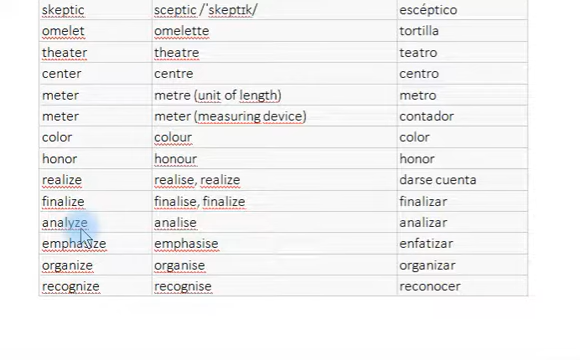 skeptic sceptic /ˈskeptɪk/ escéptico
omelet omelette tortilla
theater theatre teatro
center centre centro
meter metre (unit of length) metro
meter meter (measuring device) contador
color colour color
honor honour honor
realize realise, realize darse cuenta
finalize finalise, finalize finalizar
analyze analise analizar
emphasize emphasise enfatizar
organize organise organizar
recognize recognise reconocer